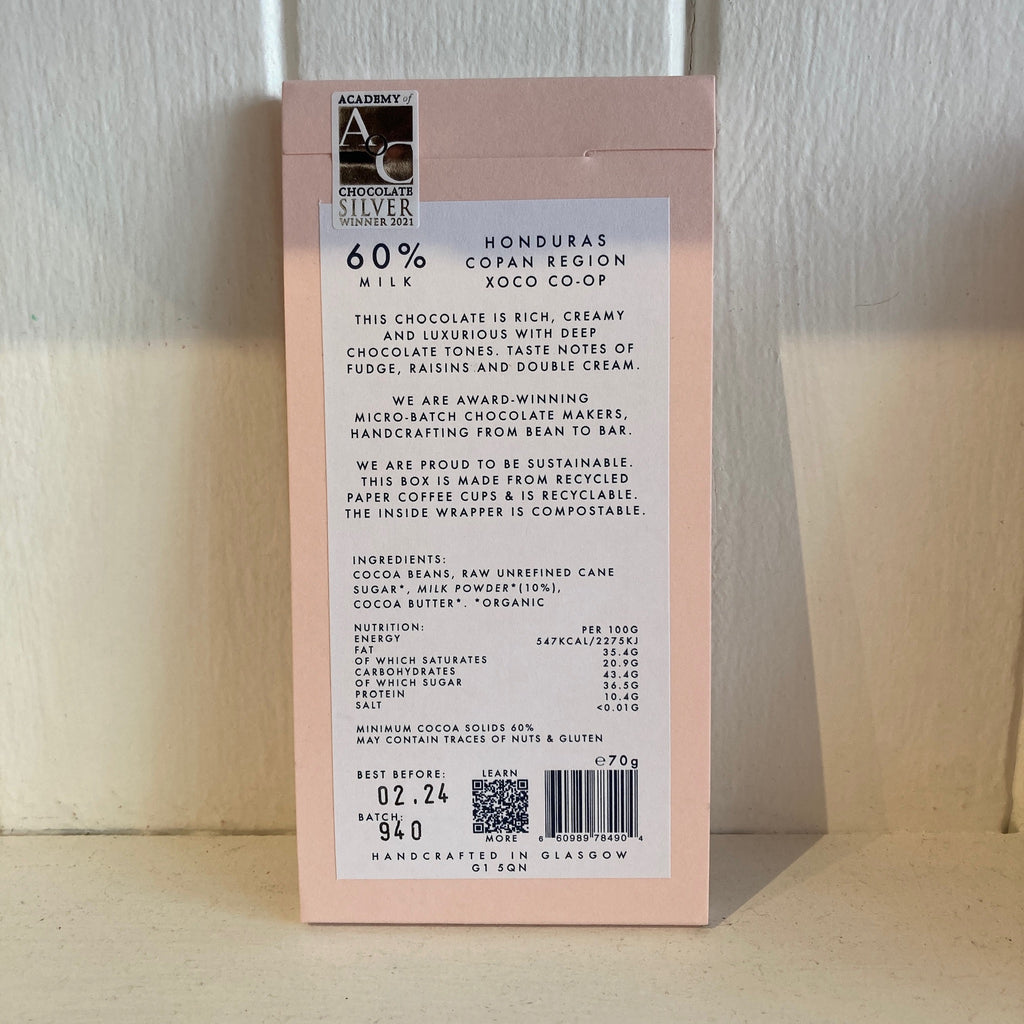 ACADEMY of
AoC
CHOCOLATE
SILVER
WINNER 2021
60%
MILK
HONDURAS
COPAN REGION
XOCO CO-OP
THIS CHOCOLATE IS RICH, CREAMY
AND LUXURIOUS WITH DEEP
CHOCOLATE TONES. TASTE NOTES OF
FUDGE, RAISINS AND DOUBLE CREAM.
WE ARE AWARD-WINNING
MICRO-BATCH CHOCOLATE MAKERS,
HANDCRAFTING FROM BEAN TO BAR.
WE ARE PROUD TO BE SUSTAINABLE.
THIS BOX IS MADE FROM RECYCLED
PAPER COFFEE CUPS & IS RECYCLABLE.
THE INSIDE WRAPPER IS COMPOSTABLE.
INGREDIENTS:
COCOA BEANS, RAW UNREFINED CANE
SUGAR*, MILK POWDER*(10%),
COCOA BUTTER*. *ORGANIC
NUTRITION: PER 100G
ENERGY 547KCAL/2275KJ
FAT 35.4G
OF WHICH SATURATES 20.9G
CARBOHYDRATES 43.4G
OF WHICH SUGAR 36.5G
PROTEIN 10.4G
SALT <0.01G
MINIMUM COCOA SOLIDS 60%
MAY CONTAIN TRACES OF NUTS & GLUTEN
℮70g
BEST BEFORE:
02.24
BATCH:
940
LEARN
MORE
6 60989 78490 4
HANDCRAFTED IN GLASGOW
G1 5QN